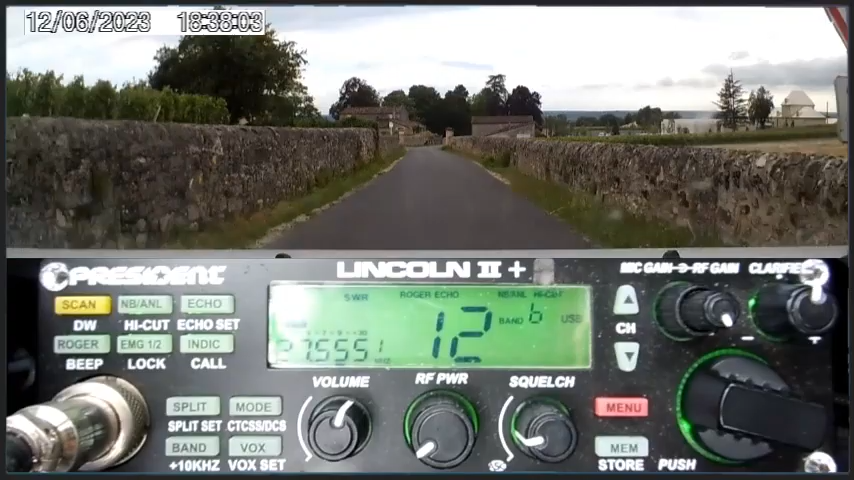 12/06/2023 18:38:03
PRESIDENT LINCOLN II + MIC GAIN RF GAIN CLARIFIER
SCAN NB/ANL ECHO
DW HI-CUT ECHO SET
ROGER EMG 1/2 INDIC
BEEP LOCK CALL
SWR ROGER ECHO NB/ANL HI-CUT
12 BAND 6 USB
27.5551
CH
- +
VOLUME RF PWR SQUELCH
SPLIT MODE
SPLIT SET CTCSS/DCS
BAND VOX
+10KHZ VOX SET
MENU
MEM
STORE PUSH